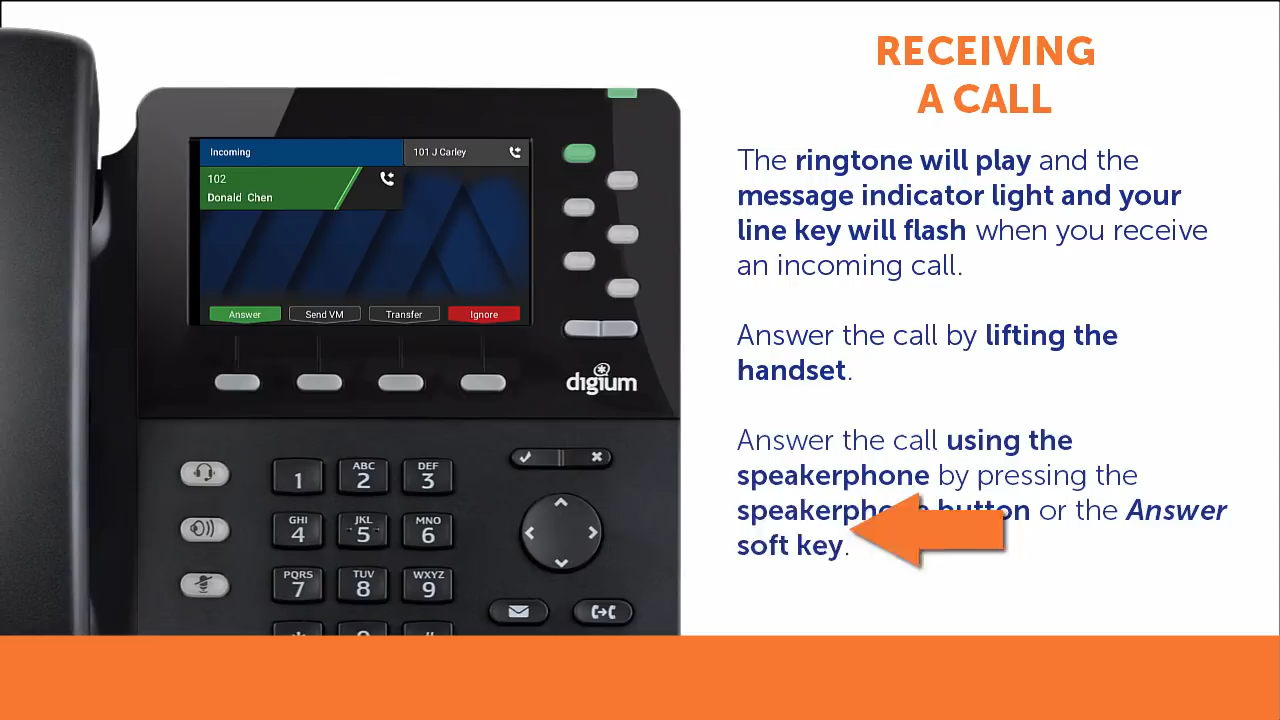 RECEIVING
A CALL
The ringtone will play and the
message indicator light and your
line key will flash when you receive
an incoming call.
Answer the call by lifting the
handset.
Answer the call using the
speakerphone by pressing the
speakerphone button or the Answer
soft key.
Incoming
101 J Carley
102
Donald Chen
Answer Send VM Transfer Ignore
digium
1 ABC 2 DEF 3
GHI 4 JKL 5 MNO 6
PQRS 7 TUV 8 WXYZ 9